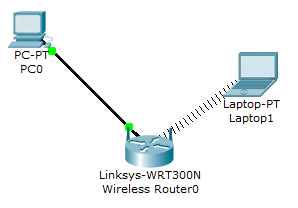 PC-PT
PC0
Laptop-PT
Laptop1
Linksys-WRT300N
Wireless Router0